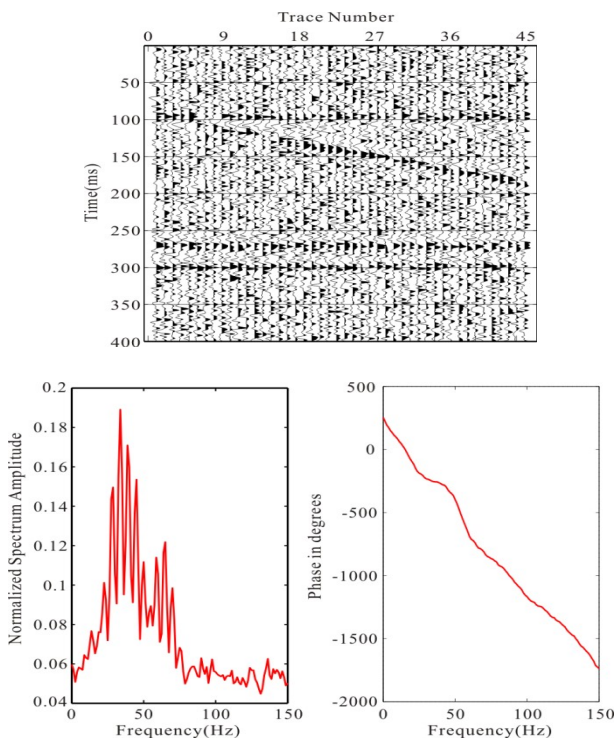 Trace Number
0 9 18 27 36 45
50
100
150
200
250
300
350
400
Time(ms)
0.2
0.18
0.16
0.14
0.12
0.1
0.08
0.06
0.04
Normalized Spectrum Amplitude
0 50 100 150
Frequency(Hz)
500
0
-500
-1000
-1500
-2000
Phase in degrees
0 50 100 150
Frequency(Hz)